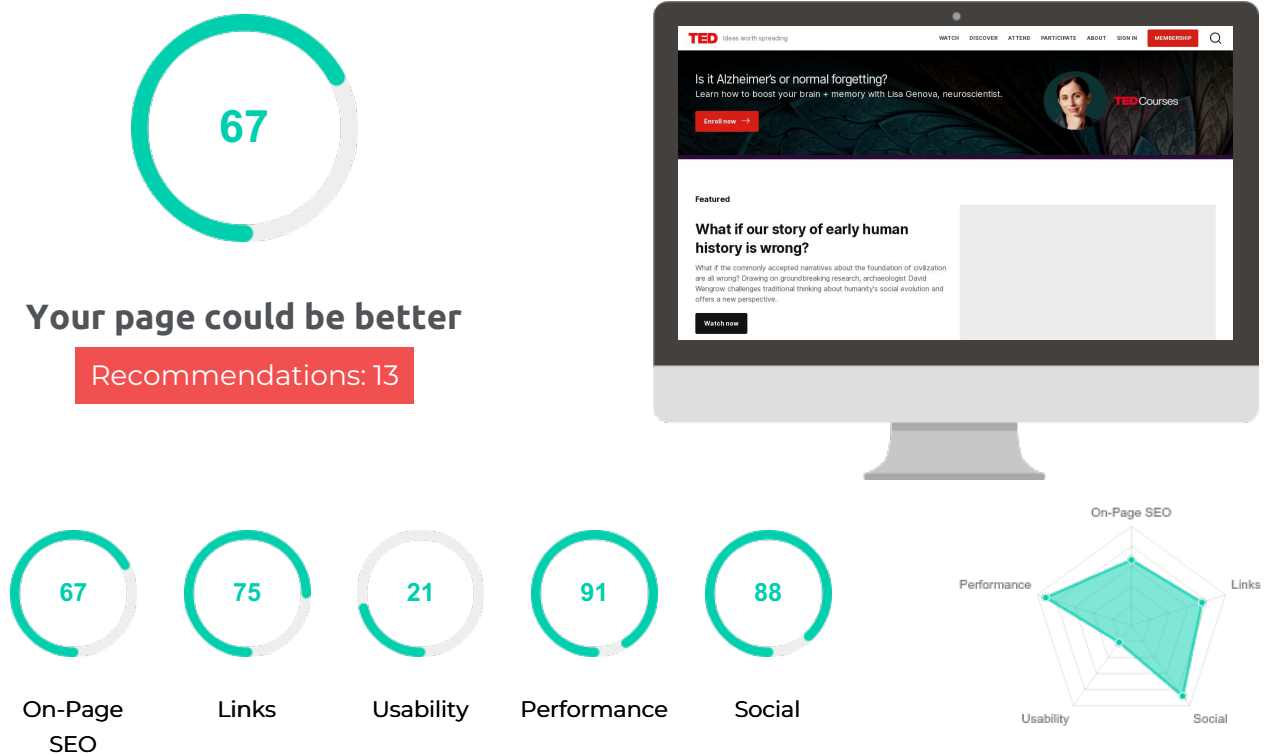 67
Your page could be better
Recommendations: 13
TED Ideas worth spreading
WATCH DISCOVER ATTEND PARTICIPATE ABOUT SIGN IN MEMBERSHIP
Is it Alzheimer's or normal forgetting?
Learn how to boost your brain + memory with Lisa Genova, neuroscientist.
Enroll now →
TEDCourses
Featured
What if our story of early human
history is wrong?
What if the commonly accepted narratives about the foundation of civilization
are all wrong? Drawing on groundbreaking research, archaeologist David
Wengrow challenges traditional thinking about humanity's social evolution and
offers a new perspective.
Watch now
67
On-Page
SEO
75
Links
21
Usability
91
Performance
88
Social
On-Page SEO
Performance
Links
Usability
Social